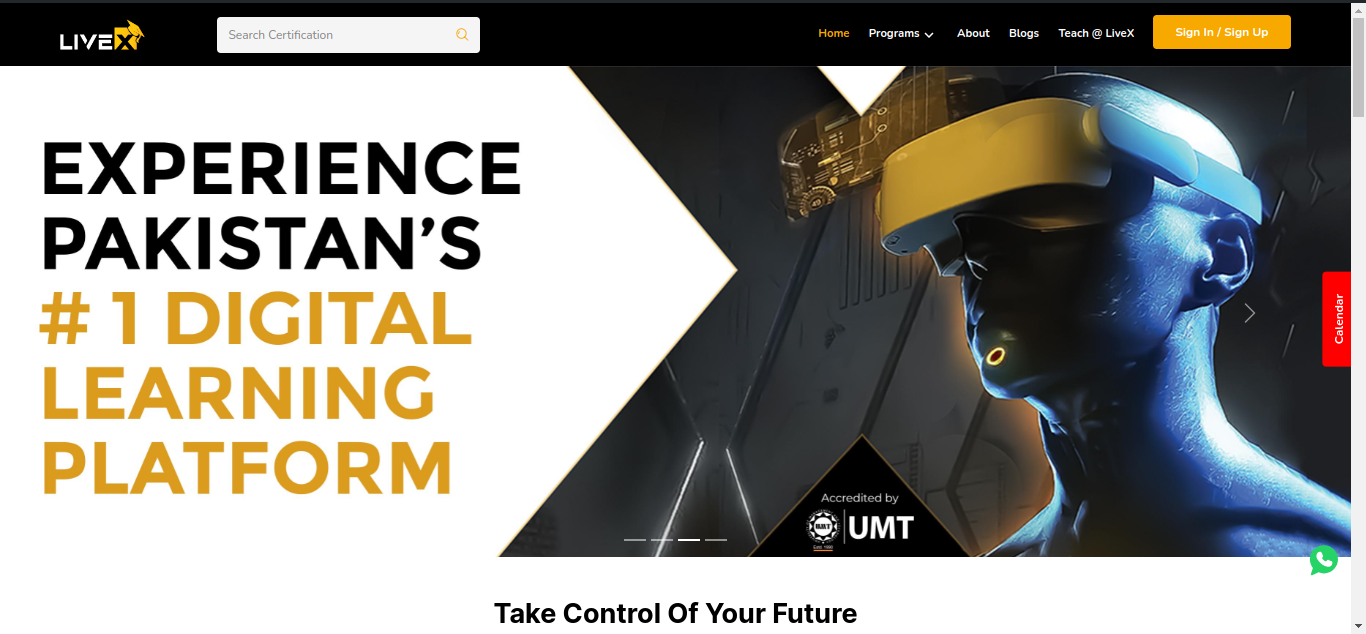 LIVEX
Search Certification
Home
Programs
About
Blogs
Teach @ LiveX
Sign In / Sign Up
EXPERIENCE
PAKISTAN'S
# 1 DIGITAL
LEARNING
PLATFORM
Calendar
Accredited by
UMT
Take Control Of Your Future